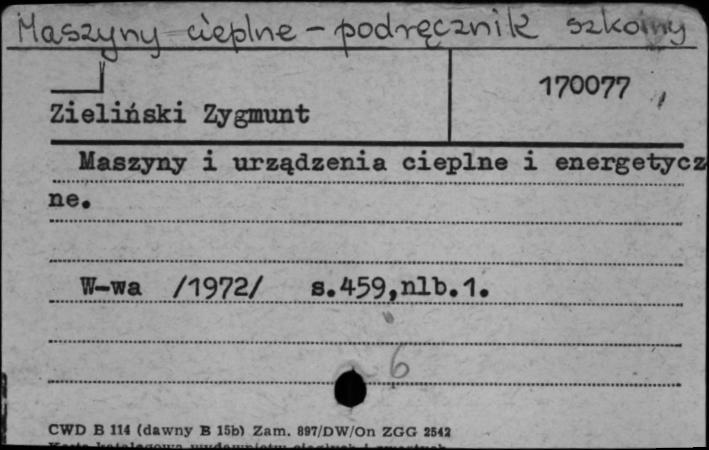 Maszyny cieplne - podręcznik szkolny
170077
Zieliński Zygmunt
Maszyny i urządzenia cieplne i energetycz
ne.
W-wa /1972/ s.459,nlb.1.
6
CWD B 114 (dawny B 15b) Zam. 897/DW/On ZGG 2542